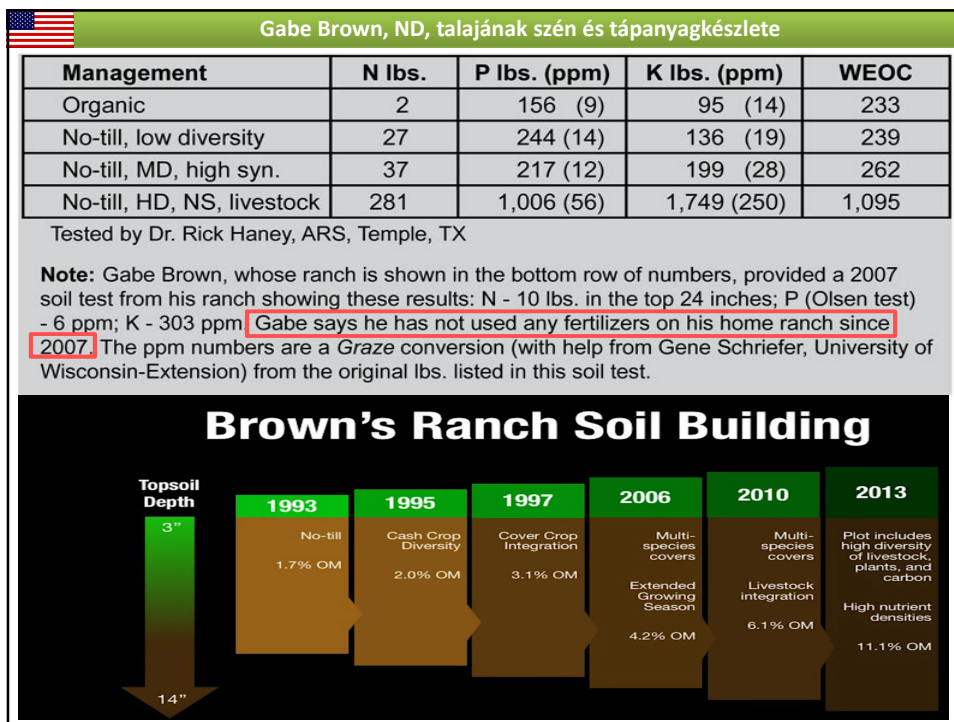 Gabe Brown, ND, talajának szén és tápanyagkészlete
Management N lbs. P lbs. (ppm) K lbs. (ppm) WEOC
Organic 2 156 (9) 95 (14) 233
No-till, low diversity 27 244 (14) 136 (19) 239
No-till, MD, high syn. 37 217 (12) 199 (28) 262
No-till, HD, NS, livestock 281 1,006 (56) 1,749 (250) 1,095
Tested by Dr. Rick Haney, ARS, Temple, TX
Note: Gabe Brown, whose ranch is shown in the bottom row of numbers, provided a 2007
soil test from his ranch showing these results: N - 10 lbs. in the top 24 inches; P (Olsen test)
- 6 ppm; K - 303 ppm. Gabe says he has not used any fertilizers on his home ranch since
2007. The ppm numbers are a Graze conversion (with help from Gene Schriefer, University of
Wisconsin-Extension) from the original lbs. listed in this soil test.
Brown's Ranch Soil Building
Topsoil
Depth
3"
14"
1993
No-till
1.7% OM
1995
Cash Crop
Diversity
2.0% OM
1997
Cover Crop
Integration
3.1% OM
2006
Multi-
species
covers
Extended
Growing
Season
4.2% OM
2010
Multi-
species
covers
Livestock
integration
6.1% OM
2013
Plot includes
high diversity
of livestock,
plants, and
carbon
High nutrient
densities
11.1% OM